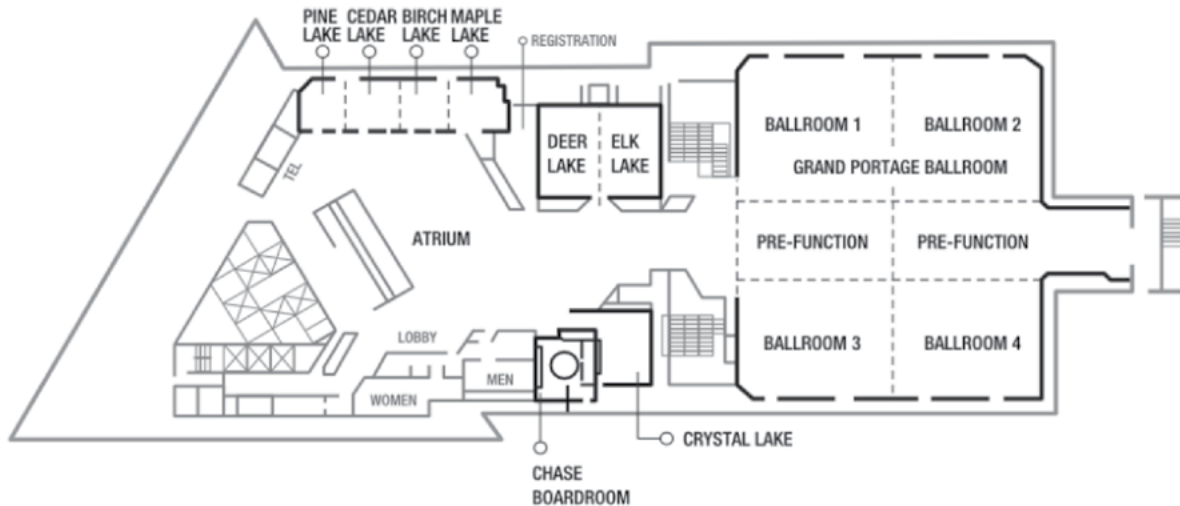 PINE LAKE
CEDAR LAKE
BIRCH LAKE
MAPLE LAKE
REGISTRATION
BALLROOM 1
BALLROOM 2
DEER LAKE
ELK LAKE
GRAND PORTAGE BALLROOM
TEL
ATRIUM
PRE-FUNCTION
PRE-FUNCTION
LOBBY
BALLROOM 3
BALLROOM 4
MEN
WOMEN
CRYSTAL LAKE
CHASE
BOARDROOM